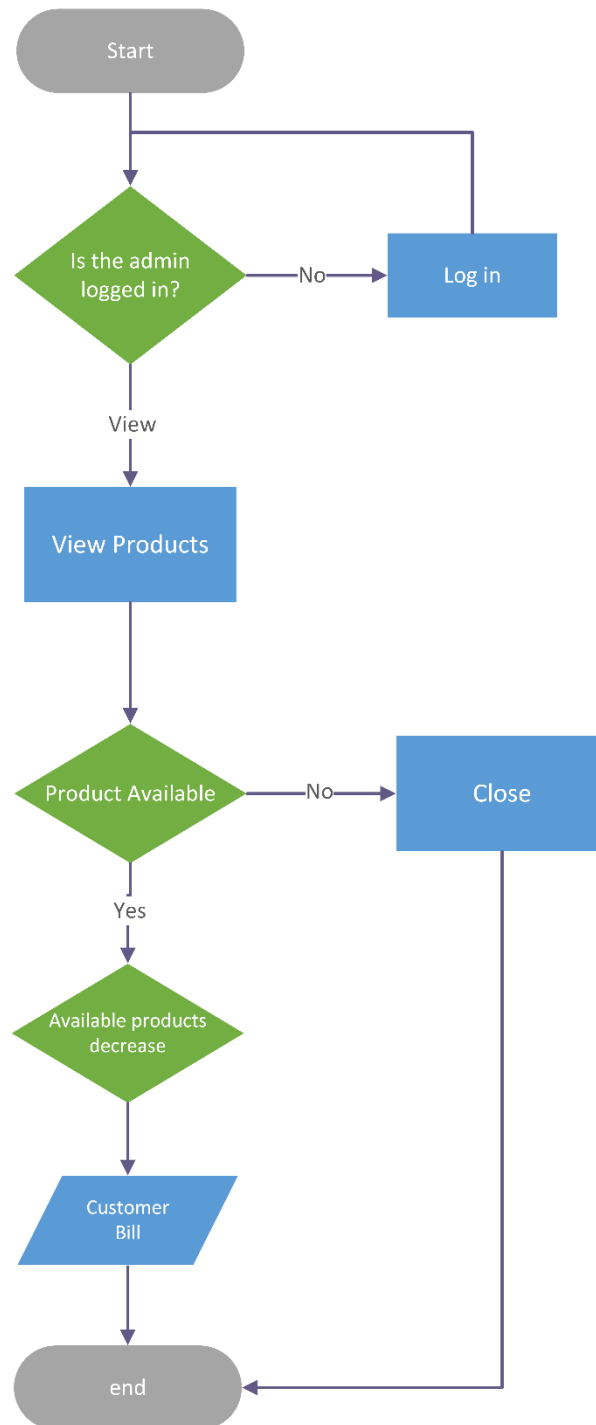 Start
Is the admin
logged in?
No
Log in
View
View Products
Product Available
No
Close
Yes
Available products
decrease
Customer
Bill
end